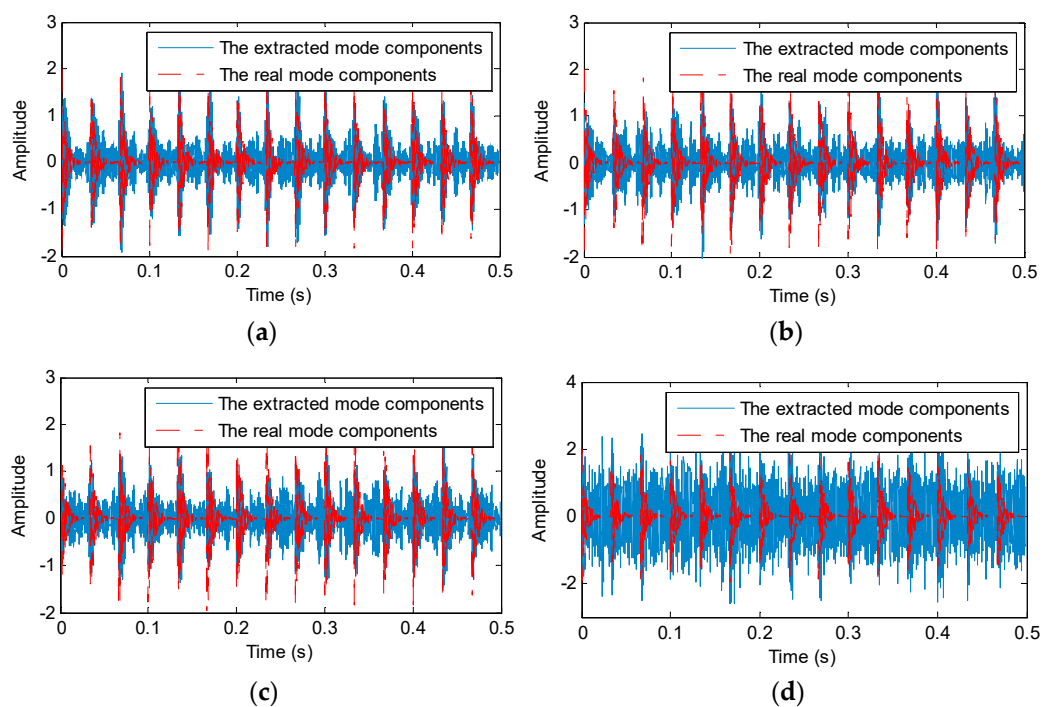 3
2
1
0
-1
-2
Amplitude
The extracted mode components
The real mode components
0
0.1
0.2
0.3
0.4
0.5
Time (s)
(a)
3
2
1
0
-1
-2
Amplitude
The extracted mode components
The real mode components
0
0.1
0.2
0.3
0.4
0.5
Time (s)
(b)
3
2
1
0
-1
-2
Amplitude
The extracted mode components
The real mode components
0
0.1
0.2
0.3
0.4
0.5
Time (s)
(c)
4
2
0
-2
Amplitude
The extracted mode components
The real mode components
0
0.1
0.2
0.3
0.4
0.5
Time (s)
(d)